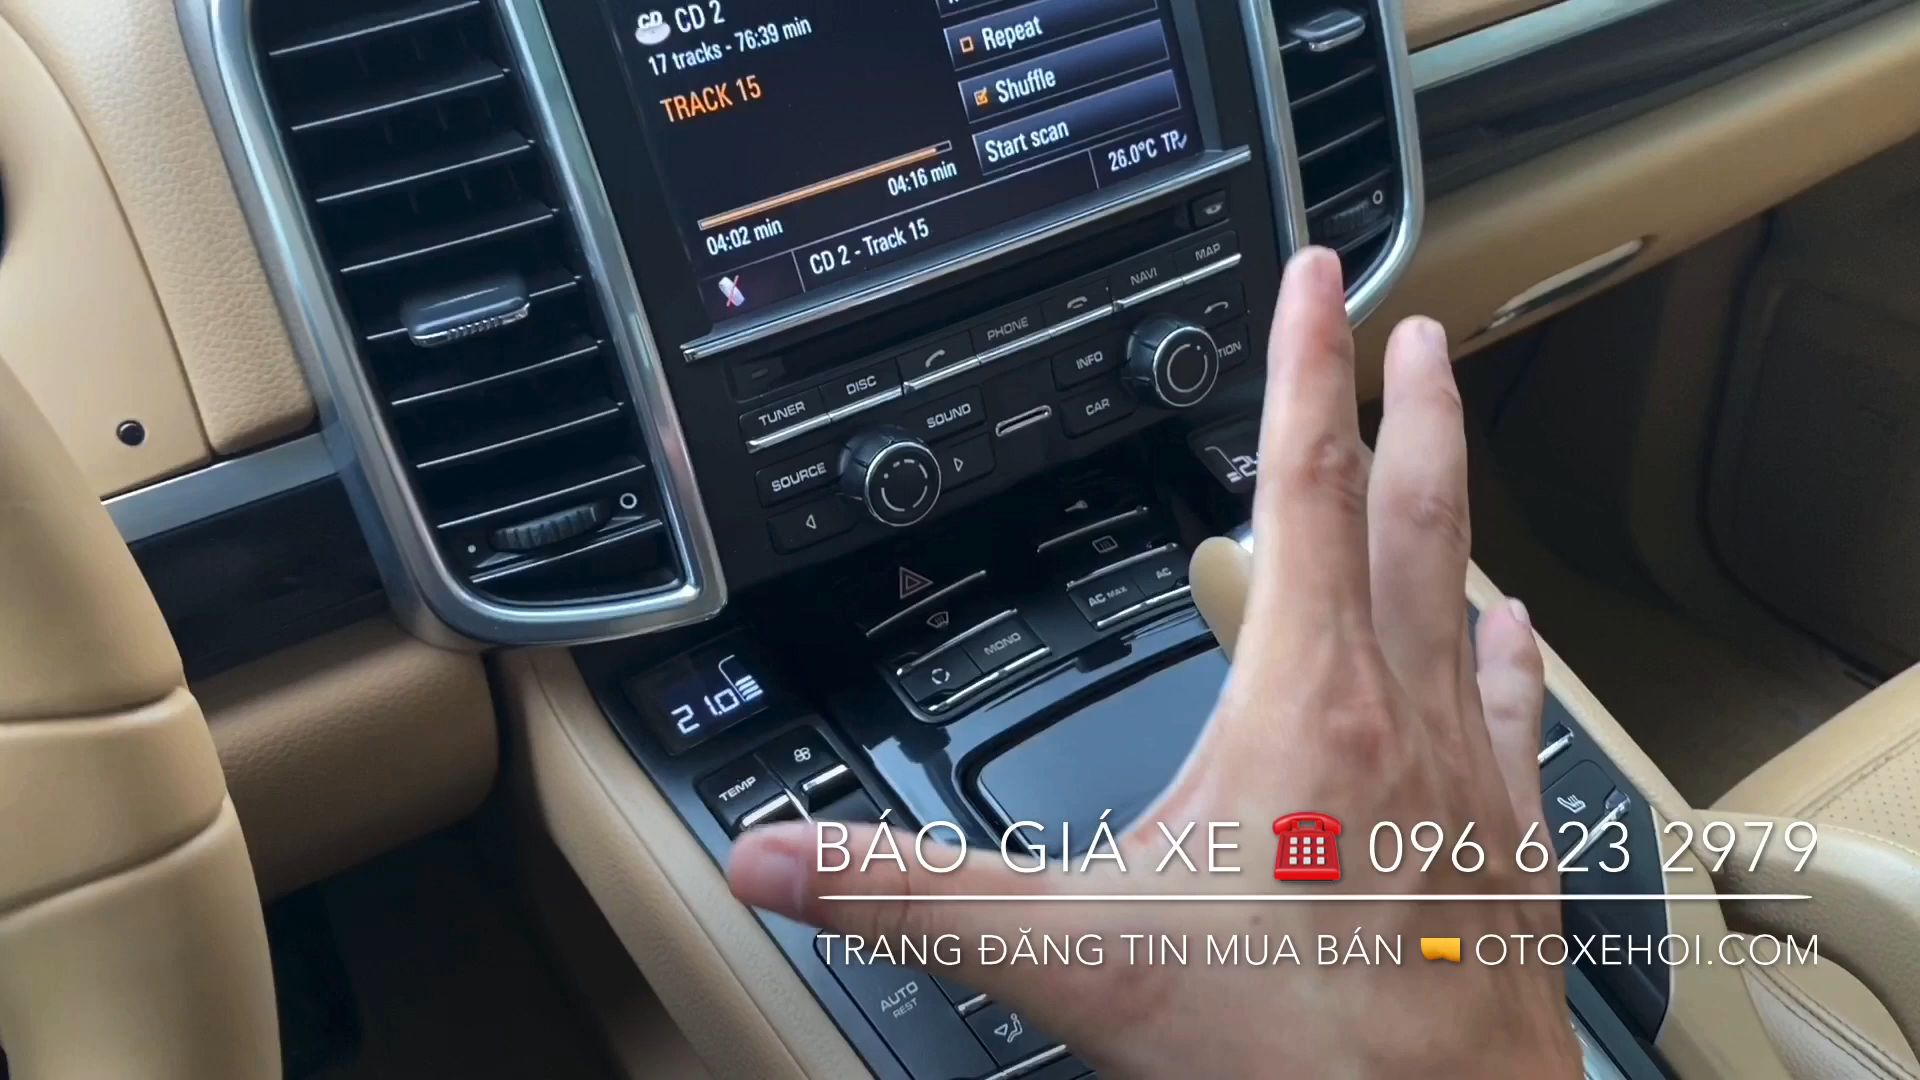 CD CD 2
17 tracks - 76:39 min
TRACK 15
Repeat
Shuffle
Start scan
04:16 min
04:02 min
26.0°C TP
CD 2 - Track 15
TUNER DISC PHONE NAVI MAP
SOURCE SOUND INFO
CAR
AC MAX AC
MONO
21.0
TEMP
BÁO GIÁ XE ☎️ 096 623 2979
TRANG ĐĂNG TIN MUA BÁN OTOXEHOI.COM
AUTO
REST